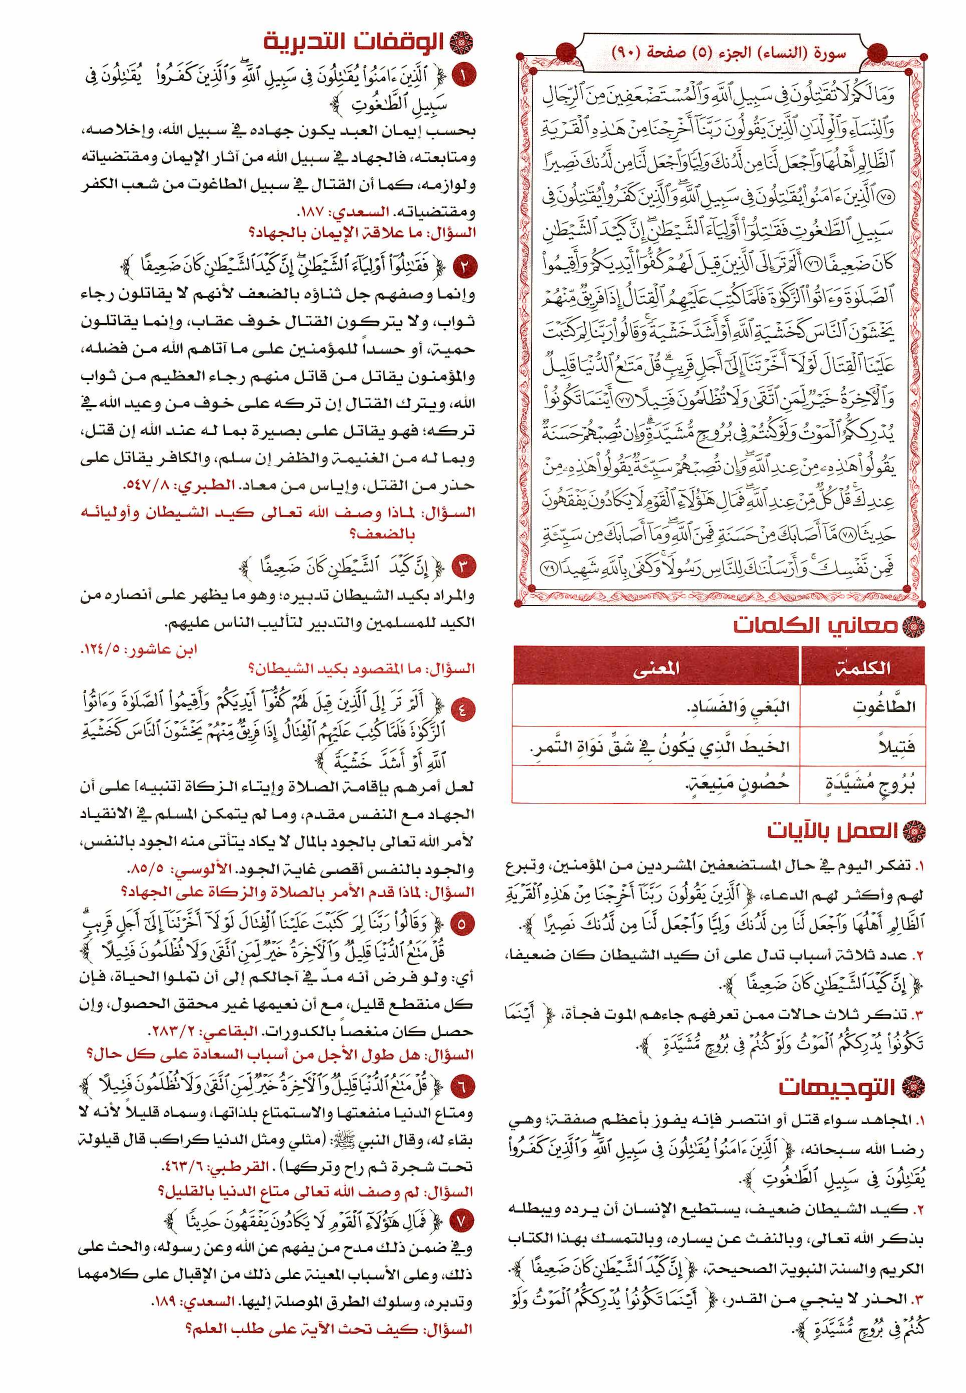 سورة (النساء) الجزء (٥) صفحة (٩٠)
وَمَا لَكُمْ لَا تُقَٰتِلُونَ فِى سَبِيلِ ٱللَّهِ وَٱلْمُسْتَضْعَفِينَ مِنَ ٱلرِّجَالِ
وَٱلنِّسَآءِ وَٱلْوِلْدَٰنِ ٱلَّذِينَ يَقُولُونَ رَبَّنَآ أَخْرِجْنَا مِنْ هَٰذِهِ ٱلْقَرْيَةِ
ٱلظَّالِمِ أَهْلُهَا وَٱجْعَل لَّنَا مِن لَّدُنكَ وَلِيًّا وَٱجْعَل لَّنَا مِن لَّدُنكَ نَصِيرًا
﴿٧٥﴾ ٱلَّذِينَ ءَامَنُوا۟ يُقَٰتِلُونَ فِى سَبِيلِ ٱللَّهِ ۖ وَٱلَّذِينَ كَفَرُوا۟ يُقَٰتِلُونَ فِى
سَبِيلِ ٱلطَّٰغُوتِ فَقَٰتِلُوٓا۟ أَوْلِيَآءَ ٱلشَّيْطَٰنِ ۖ إِنَّ كَيْدَ ٱلشَّيْطَٰنِ
كَانَ ضَعِيفًا ﴿٧٦﴾ أَلَمْ تَرَ إِلَى ٱلَّذِينَ قِيلَ لَهُمْ كُفُّوٓا۟ أَيْدِيَكُمْ وَأَقِيمُوا۟
ٱلصَّلَوٰةَ وَءَاتُوا۟ ٱلزَّكَوٰةَ فَلَمَّا كُتِبَ عَلَيْهِمُ ٱلْقِتَالُ إِذَا فَرِيقٌ مِّنْهُمْ
يَخْشَوْنَ ٱلنَّاسَ كَخَشْيَةِ ٱللَّهِ أَوْ أَشَدَّ خَشْيَةً ۚ وَقَالُوا۟ رَبَّنَا لِمَ كَتَبْتَ
عَلَيْنَا ٱلْقِتَالَ لَوْلَآ أَخَّرْتَنَآ إِلَىٰٓ أَجَلٍ قَرِيبٍ ۗ قُلْ مَتَٰعُ ٱلدُّنْيَا قَلِيلٌ
وَٱلْءَاخِرَةُ خَيْرٌ لِّمَنِ ٱتَّقَىٰ وَلَا تُظْلَمُونَ فَتِيلًا ﴿٧٧﴾ أَيْنَمَا تَكُونُوا۟
يُدْرِككُّمُ ٱلْمَوْتُ وَلَوْ كُنتُمْ فِى بُرُوجٍ مُّشَيَّدَةٍ ۗ وَإِن تُصِبْهُمْ حَسَنَةٌ
يَقُولُوا۟ هَٰذِهِۦ مِنْ عِندِ ٱللَّهِ ۖ وَإِن تُصِبْهُمْ سَيِّئَةٌ يَقُولُوا۟ هَٰذِهِۦ مِنْ
عِندِكَ ۚ قُلْ كُلٌّ مِّنْ عِندِ ٱللَّهِ ۖ فَمَالِ هَٰٓؤُلَآءِ ٱلْقَوْمِ لَا يَكَادُونَ يَفْقَهُونَ
حَدِيثًا ﴿٧٨﴾ مَّآ أَصَابَكَ مِنْ حَسَنَةٍ فَمِنَ ٱللَّهِ ۖ وَمَآ أَصَابَكَ مِن سَيِّئَةٍ
فَمِن نَّفْسِكَ ۚ وَأَرْسَلْنَٰكَ لِلنَّاسِ رَسُولًا ۚ وَكَفَىٰ بِٱللَّهِ شَهِيدًا ﴿٧٩﴾
معاني الكلمات
الكلمة المعنى
الطَّاغُوتِ البَغيِ وَالفَسَادِ.
فَتِيلاً الخَيطَ الَّذِي يَكُونُ فِي شَقِّ نَوَاةِ التَّمرِ.
بُرُوجٍ مُشَيَّدَةٍ حُصُونٍ مَنِيعَةٍ.
العمل بالآيات
١. تفكر اليوم في حال المستضعفين المشردين من المؤمنين، وتبرع
لهم وأكثر لهم الدعاء، ﴿ ٱلَّذِينَ يَقُولُونَ رَبَّنَآ أَخْرِجْنَا مِنْ هَٰذِهِ ٱلْقَرْيَةِ
ٱلظَّالِمِ أَهْلُهَا وَٱجْعَل لَّنَا مِن لَّدُنكَ وَلِيًّا وَٱجْعَل لَّنَا مِن لَّدُنكَ نَصِيرًا ﴾.
٢. عدد ثلاثة أسباب تدل على أن كيد الشيطان كان ضعيفا،
﴿ إِنَّ كَيْدَ ٱلشَّيْطَٰنِ كَانَ ضَعِيفًا ﴾.
٣. تذكر ثلاث حالات ممن تعرفهم جاءهم الموت فجأة، ﴿ أَيْنَمَا
تَكُونُوا۟ يُدْرِككُّمُ ٱلْمَوْتُ وَلَوْ كُنتُمْ فِى بُرُوجٍ مُّشَيَّدَةٍ ﴾.
التوجيهات
١. المجاهد سواء قتل أو انتصر فإنه يفوز بأعظم صفقة؛ وهي
رضا الله سبحانه، ﴿ ٱلَّذِينَ ءَامَنُوا۟ يُقَٰتِلُونَ فِى سَبِيلِ ٱللَّهِ ۖ وَٱلَّذِينَ كَفَرُوا۟
يُقَٰتِلُونَ فِى سَبِيلِ ٱلطَّٰغُوتِ ﴾.
٢. كيد الشيطان ضعيف، يستطيع الإنسان أن يرده ويبطله
بذكر الله تعالى، وبالنفث عن يساره، وبالتمسك بهذا الكتاب
الكريم والسنة النبوية الصحيحة، ﴿ إِنَّ كَيْدَ ٱلشَّيْطَٰنِ كَانَ ضَعِيفًا ﴾.
٣. الحذر لا ينجي من القدر، ﴿ أَيْنَمَا تَكُونُوا۟ يُدْرِككُّمُ ٱلْمَوْتُ وَلَوْ
كُنتُمْ فِى بُرُوجٍ مُّشَيَّدَةٍ ﴾.
الوقفات التدبرية
١ ﴿ ٱلَّذِينَ ءَامَنُوا۟ يُقَٰتِلُونَ فِى سَبِيلِ ٱللَّهِ ۖ وَٱلَّذِينَ كَفَرُوا۟ يُقَٰتِلُونَ فِى
سَبِيلِ ٱلطَّٰغُوتِ ﴾
بحسب إيمان العبد يكون جهاده في سبيل الله، وإخلاصه،
ومتابعته، فالجهاد في سبيل الله من آثار الإيمان ومقتضياته
ولوازمه، كما أن القتال في سبيل الطاغوت من شعب الكفر
ومقتضياته. السعدي: ١٨٧.
السؤال: ما علاقة الإيمان بالجهاد؟
٢ ﴿ فَقَٰتِلُوٓا۟ أَوْلِيَآءَ ٱلشَّيْطَٰنِ ۖ إِنَّ كَيْدَ ٱلشَّيْطَٰنِ كَانَ ضَعِيفًا ﴾
وإنما وصفهم جل ثناؤه بالضعف لأنهم لا يقاتلون رجاء
ثواب، ولا يتركون القتال خوف عقاب، وإنما يقاتلون
حمية، أو حسداً للمؤمنين على ما آتاهم الله من فضله،
والمؤمنون يقاتل من قاتل منهم رجاء العظيم من ثواب
الله، ويترك القتال إن تركه على خوف من وعيد الله في
تركه؛ فهو يقاتل على بصيرة بما له عند الله إن قتل،
وبما له من الغنيمة والظفر إن سلم، والكافر يقاتل على
حذر من القتل، وإياس من معاد. الطبري: ٥٤٧/٨.
السؤال: لماذا وصف الله تعالى كيد الشيطان وأوليائه
بالضعف؟
٣ ﴿ إِنَّ كَيْدَ ٱلشَّيْطَٰنِ كَانَ ضَعِيفًا ﴾
والمراد بكيد الشيطان تدبيره؛ وهو ما يظهر على أنصاره من
الكيد للمسلمين والتدبير لتأليب الناس عليهم.
ابن عاشور: ١٢٤/٥.
السؤال: ما المقصود بكيد الشيطان؟
٤ ﴿ أَلَمْ تَرَ إِلَى ٱلَّذِينَ قِيلَ لَهُمْ كُفُّوٓا۟ أَيْدِيَكُمْ وَأَقِيمُوا۟ ٱلصَّلَوٰةَ وَءَاتُوا۟
ٱلزَّكَوٰةَ فَلَمَّا كُتِبَ عَلَيْهِمُ ٱلْقِتَالُ إِذَا فَرِيقٌ مِّنْهُمْ يَخْشَوْنَ ٱلنَّاسَ كَخَشْيَةِ
ٱللَّهِ أَوْ أَشَدَّ خَشْيَةً ﴾
لعل أمرهم بإقامة الصلاة وإيتاء الزكاة [تنبيه] على أن
الجهاد مع النفس مقدم، وما لم يتمكن المسلم في الانقياد
لأمر الله تعالى بالجود بالمال لا يكاد يتأتى منه الجود بالنفس،
والجود بالنفس أقصى غاية الجود. الألوسي: ٨٥/٥.
السؤال: لماذا قدم الأمر بالصلاة والزكاة على الجهاد؟
٥ ﴿ وَقَالُوا۟ رَبَّنَا لِمَ كَتَبْتَ عَلَيْنَا ٱلْقِتَالَ لَوْلَآ أَخَّرْتَنَآ إِلَىٰٓ أَجَلٍ قَرِيبٍ ۗ
قُلْ مَتَٰعُ ٱلدُّنْيَا قَلِيلٌ وَٱلْءَاخِرَةُ خَيْرٌ لِّمَنِ ٱتَّقَىٰ وَلَا تُظْلَمُونَ فَتِيلًا ﴾
أي: ولو فرض أنه مدّ في آجالكم إلى أن تملوا الحياة، فإن
كل منقطع قليل، مع أن نعيمها غير محقق الحصول، وإن
حصل كان منغصاً بالكدورات. البقاعي: ٢٨٣/٢.
السؤال: هل طول الأجل من أسباب السعادة على كل حال؟
٦ ﴿ قُلْ مَتَٰعُ ٱلدُّنْيَا قَلِيلٌ وَٱلْءَاخِرَةُ خَيْرٌ لِّمَنِ ٱتَّقَىٰ وَلَا تُظْلَمُونَ فَتِيلًا ﴾
ومتاع الدنيا منفعتها والاستمتاع بلذاتها، وسماه قليلاً لأنه لا
بقاء له، وقال النبي ﷺ: (مثلي ومثل الدنيا كراكب قال قيلولة
تحت شجرة ثم راح وتركها). القرطبي: ٤٦٣/٦.
السؤال: لم وصف الله تعالى متاع الدنيا بالقليل؟
٧ ﴿ فَمَالِ هَٰٓؤُلَآءِ ٱلْقَوْمِ لَا يَكَادُونَ يَفْقَهُونَ حَدِيثًا ﴾
وفي ضمن ذلك مدح من يفهم عن الله وعن رسوله، والحث على
ذلك، وعلى الأسباب المعينة على ذلك من الإقبال على كلامهما
وتدبره، وسلوك الطرق الموصلة إليها. السعدي: ١٨٩.
السؤال: كيف تحث الآية على طلب العلم؟